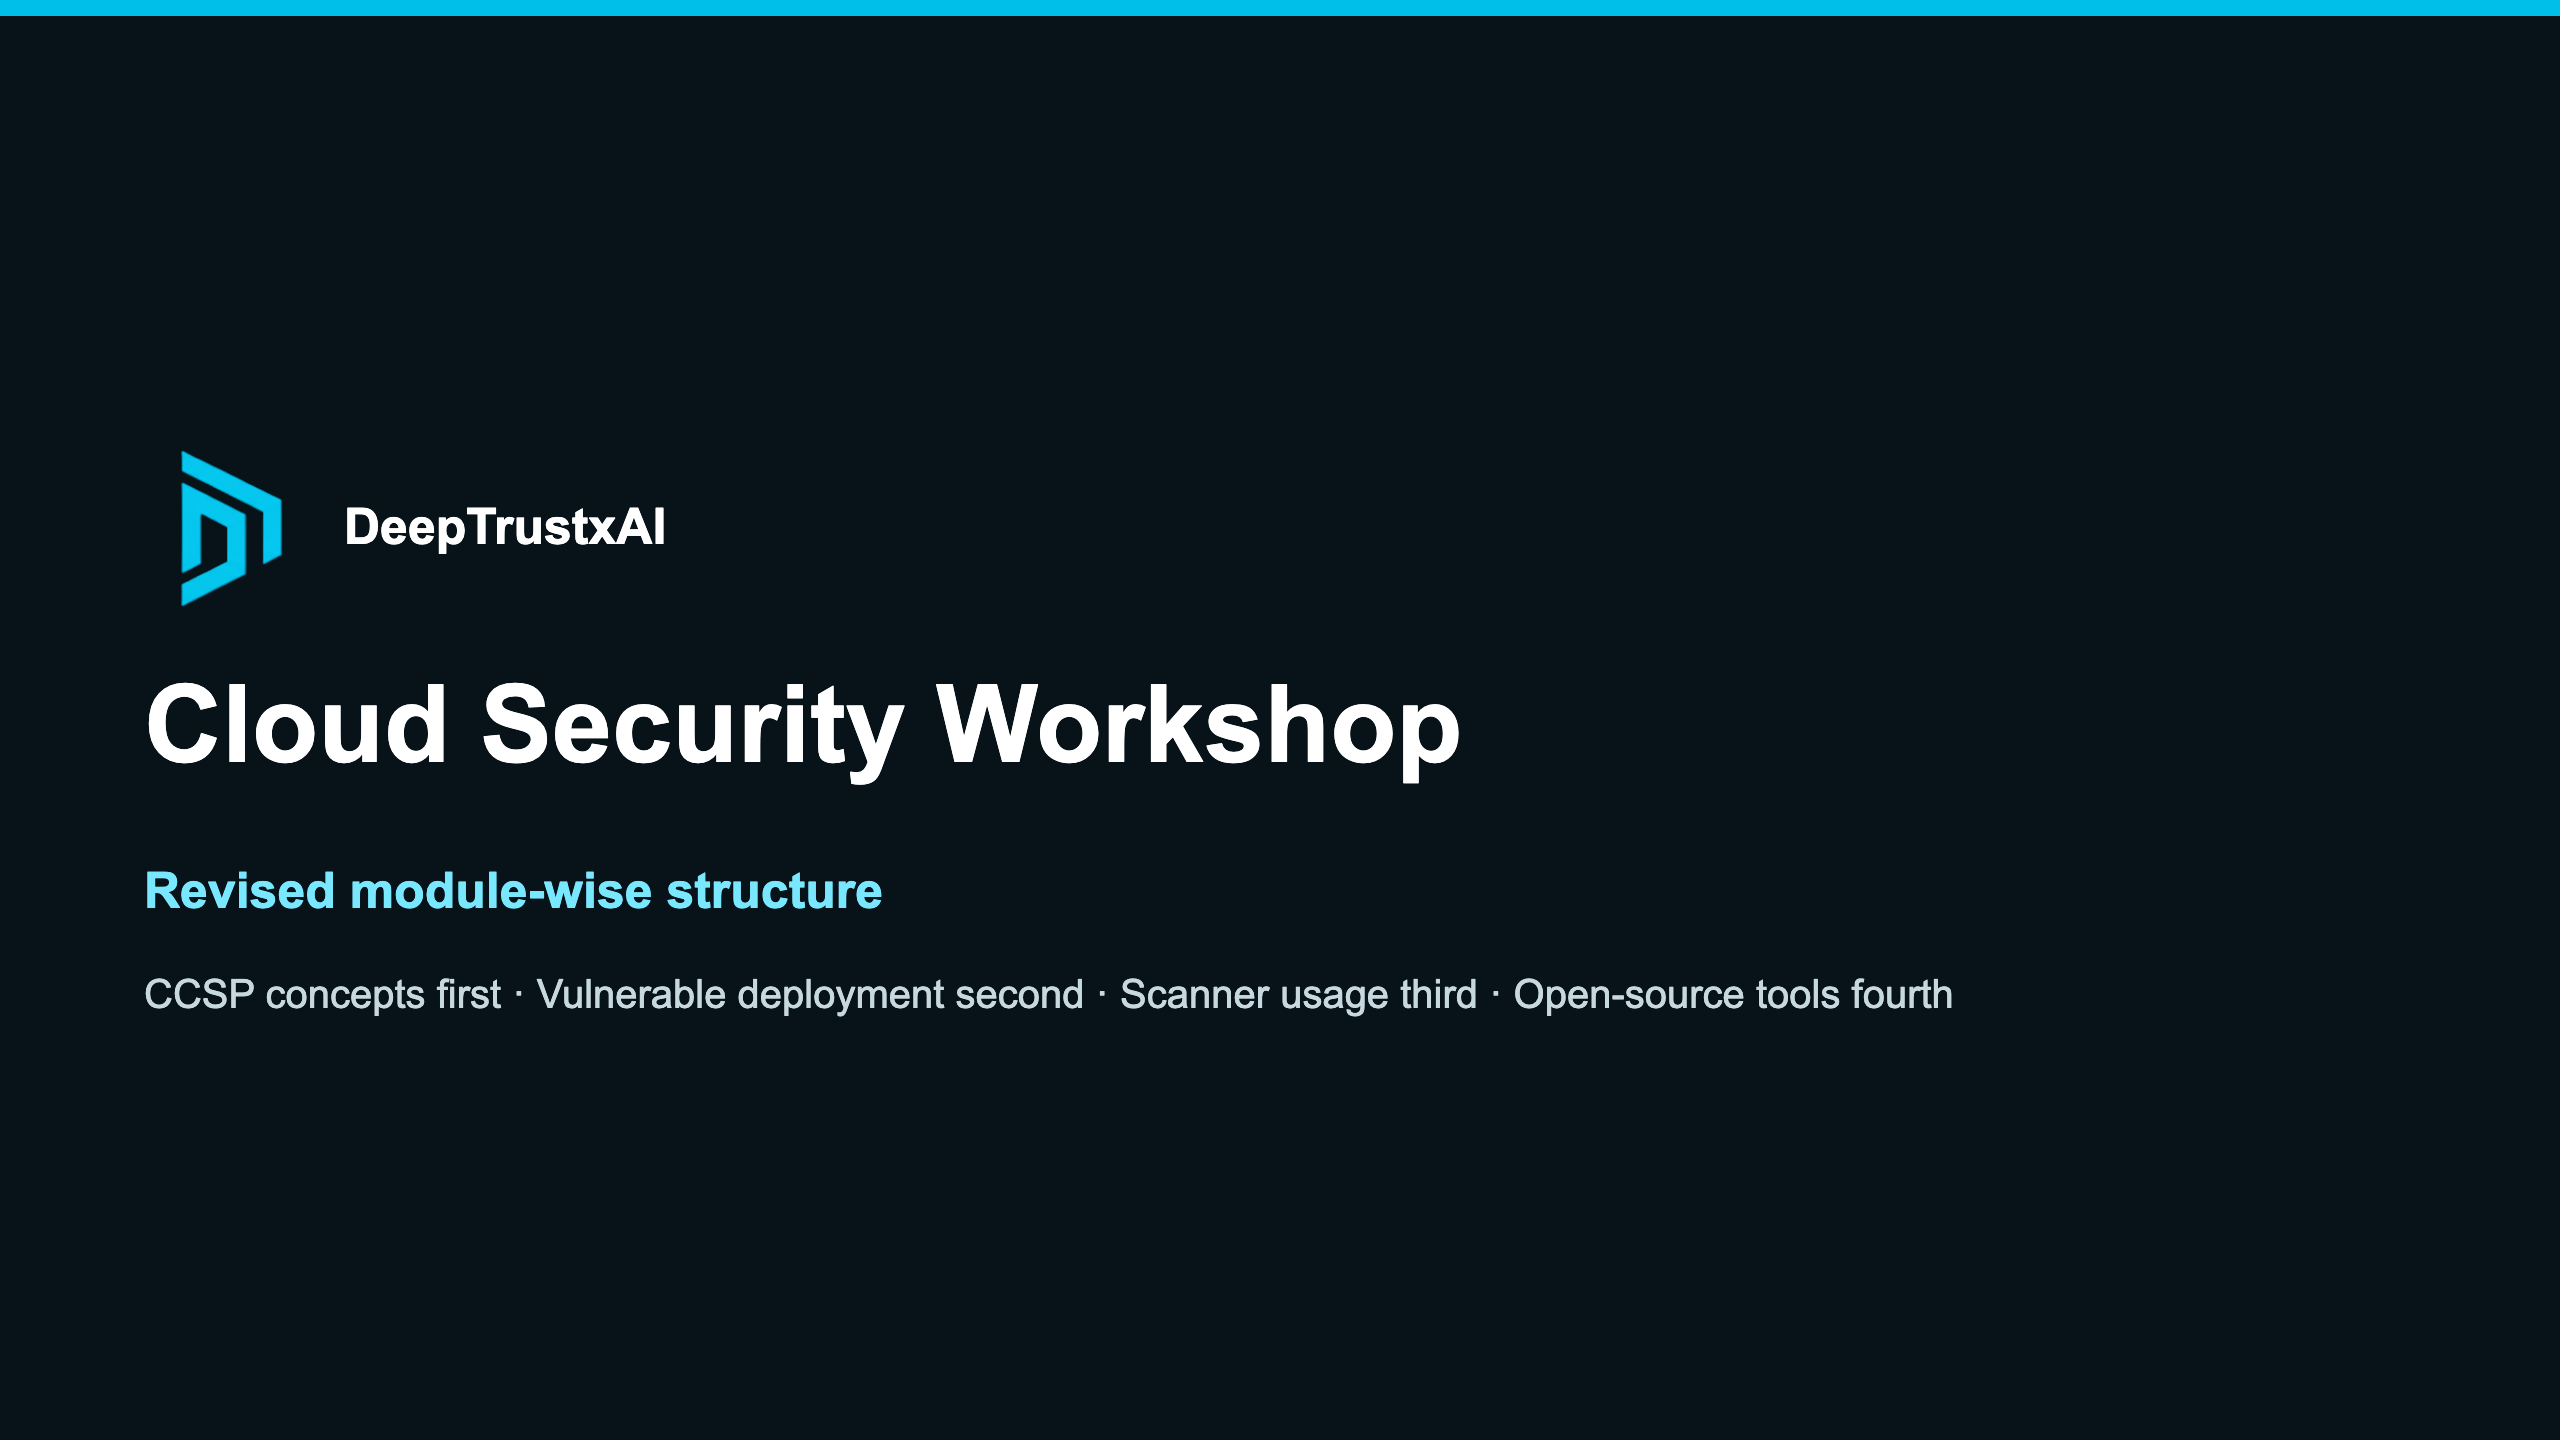 DeepTrustxAI
Cloud Security Workshop
Revised module-wise structure
CCSP concepts first · Vulnerable deployment second · Scanner usage third · Open-source tools fourth